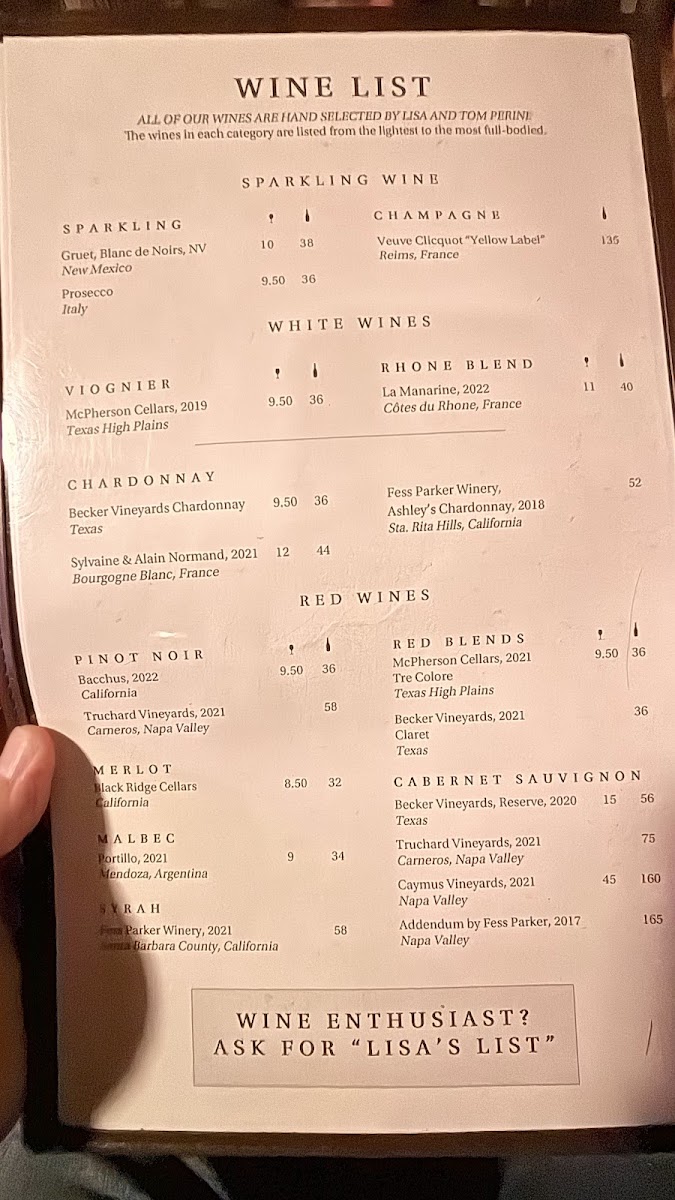 WINE LIST
ALL OF OUR WINES ARE HAND SELECTED BY LISA AND TOM PERINI.
The wines in each category are listed from the lightest to the most full-bodied.
SPARKLING WINE
SPARKLING
Gruet, Blanc de Noirs, NV 10 38
New Mexico
Prosecco 9.50 36
Italy
CHAMPAGNE
Veuve Clicquot "Yellow Label" 135
Reims, France
WHITE WINES
VIOGNIER
McPherson Cellars, 2019 9.50 36
Texas High Plains
RHONE BLEND
La Manarine, 2022 11 40
Côtes du Rhone, France
CHARDONNAY
Becker Vineyards Chardonnay 9.50 36
Texas
Sylvaine & Alain Normand, 2021 12 44
Bourgogne Blanc, France
Fess Parker Winery, 52
Ashley's Chardonnay, 2018
Sta. Rita Hills, California
RED WINES
PINOT NOIR
Bacchus, 2022 9.50 36
California
Truchard Vineyards, 2021 58
Carneros, Napa Valley
MERLOT
Black Ridge Cellars 8.50 32
California
MALBEC
Portillo, 2021 9 34
Mendoza, Argentina
SYRAH
Fess Parker Winery, 2021 58
Santa Barbara County, California
RED BLENDS
McPherson Cellars, 2021 9.50 36
Tre Colore
Texas High Plains
Becker Vineyards, 2021 36
Claret
Texas
CABERNET SAUVIGNON
Becker Vineyards, Reserve, 2020 15 56
Texas
Truchard Vineyards, 2021 75
Carneros, Napa Valley
Caymus Vineyards, 2021 45 160
Napa Valley
Addendum by Fess Parker, 2017 165
Napa Valley
WINE ENTHUSIAST?
ASK FOR "LISA'S LIST"